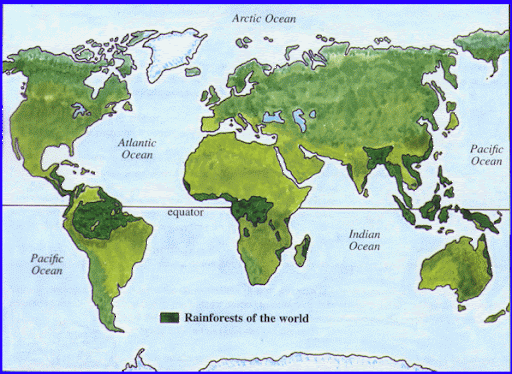 Arctic Ocean
Atlantic
Ocean
Pacific
Ocean
equator
Indian
Ocean
Pacific
Ocean
Rainforests of the world